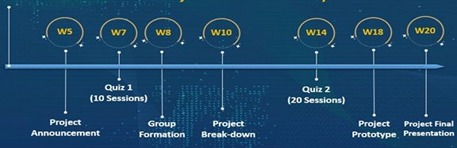 W5
W7
W8
W10
W14
W18
W20
Quiz 1
(10 Sessions)
Quiz 2
(20 Sessions)
Project
Announcement
Group
Formation
Project
Break-down
Project
Prototype
Project Final
Presentation